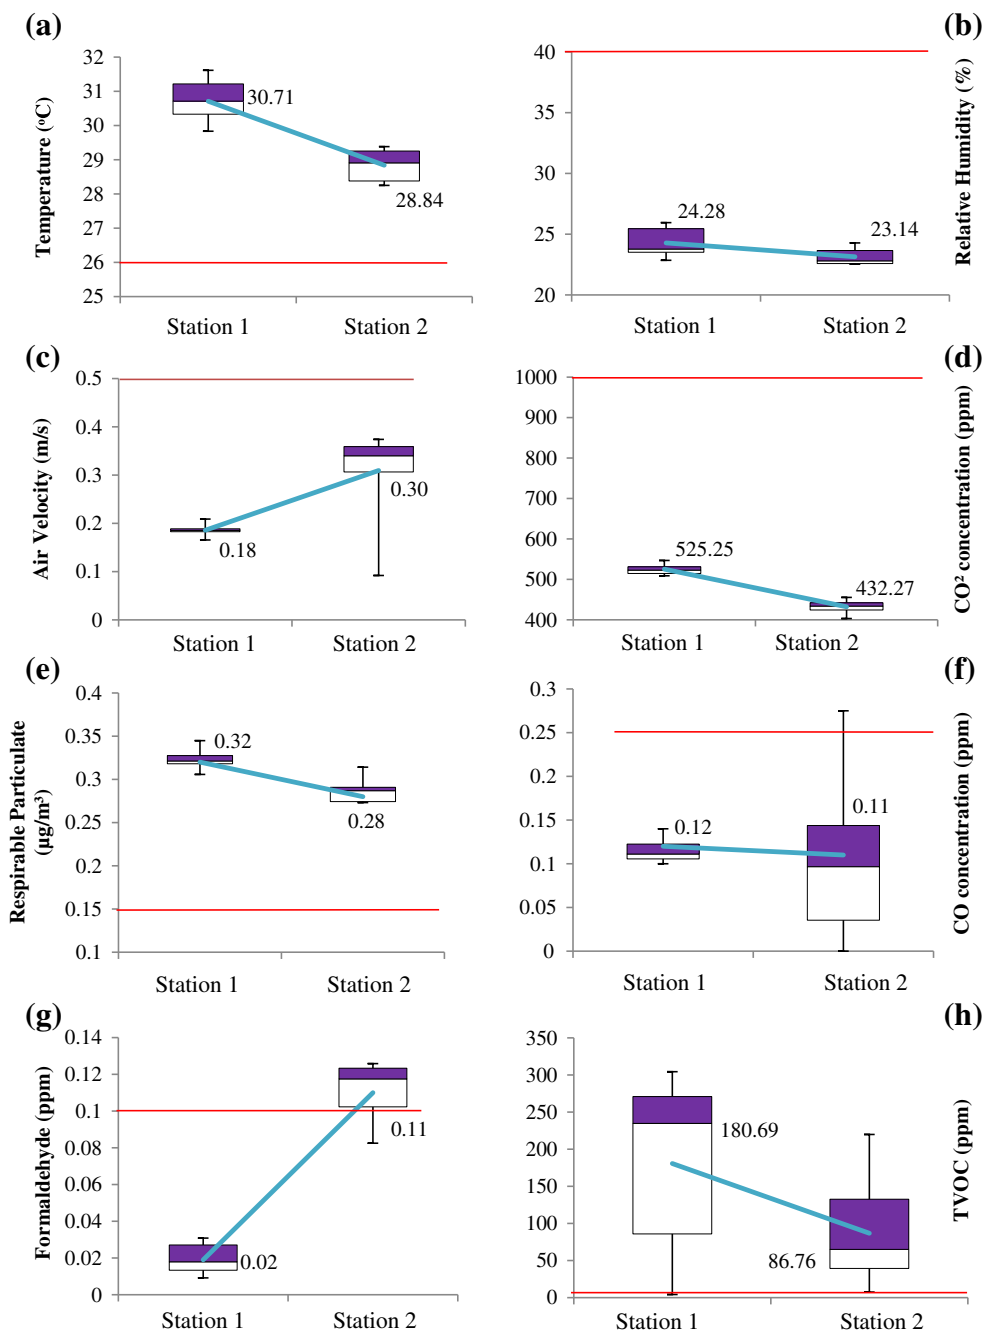 (a)
Temperature (ºC)
32
31
30
29
28
27
26
25
30.71
28.84
Station 1
Station 2
(b)
Relative Humidity (%)
40
35
30
25
20
24.28
23.14
Station 1
Station 2
(c)
Air Velocity (m/s)
0.5
0.4
0.3
0.2
0.1
0
0.18
0.30
Station 1
Station 2
(d)
CO² concentration (ppm)
1000
900
800
700
600
500
400
525.25
432.27
Station 1
Station 2
(e)
Respirable Particulate
(µg/m³)
0.4
0.35
0.3
0.25
0.2
0.15
0.1
0.32
0.28
Station 1
Station 2
(f)
CO concentration (ppm)
0.3
0.25
0.2
0.15
0.1
0.05
0
0.12
0.11
Station 1
Station 2
(g)
Formaldehyde (ppm)
0.14
0.12
0.1
0.08
0.06
0.04
0.02
0
0.02
0.11
Station 1
Station 2
(h)
TVOC (ppm)
350
300
250
200
150
100
50
0
180.69
86.76
Station 1
Station 2